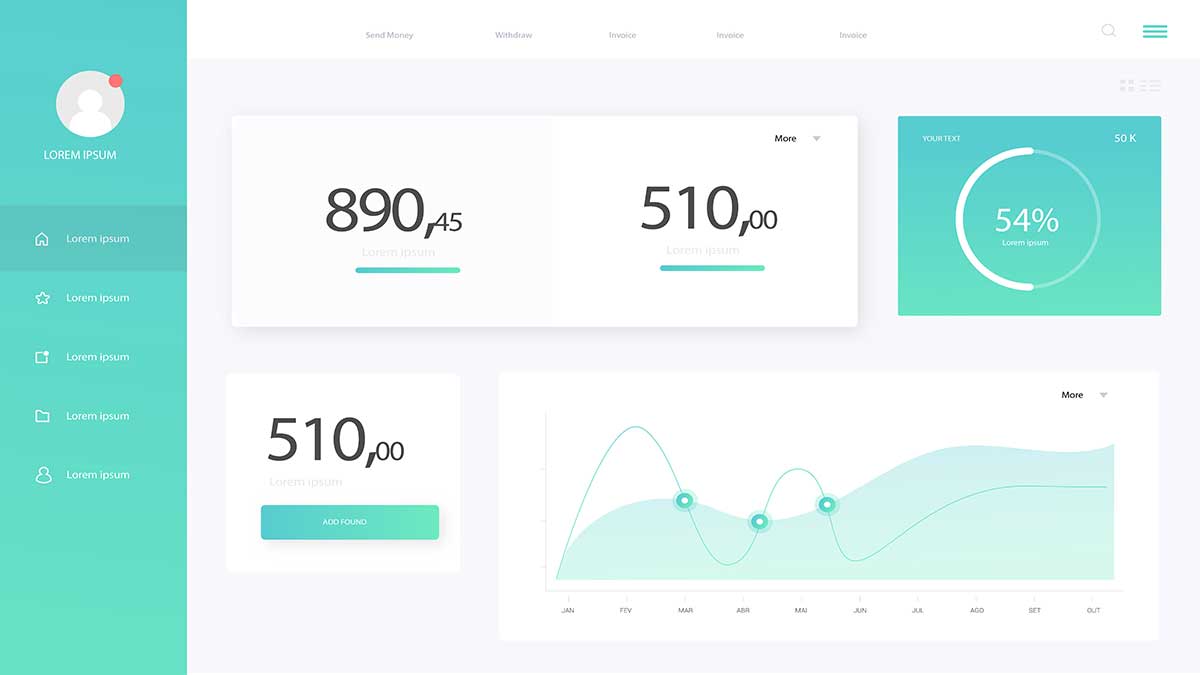 Send Money Withdraw Invoice Invoice Invoice
LOREM IPSUM
Lorem ipsum
Lorem ipsum
Lorem ipsum
Lorem ipsum
Lorem ipsum
More
890,45
Lorem ipsum
510,00
Lorem ipsum
YOUR TEXT 50 K
54%
Lorem ipsum
510,00
Lorem ipsum
ADD FOUND
More
JAN FEV MAR ABR MAI JUN JUL AGO SET OUT